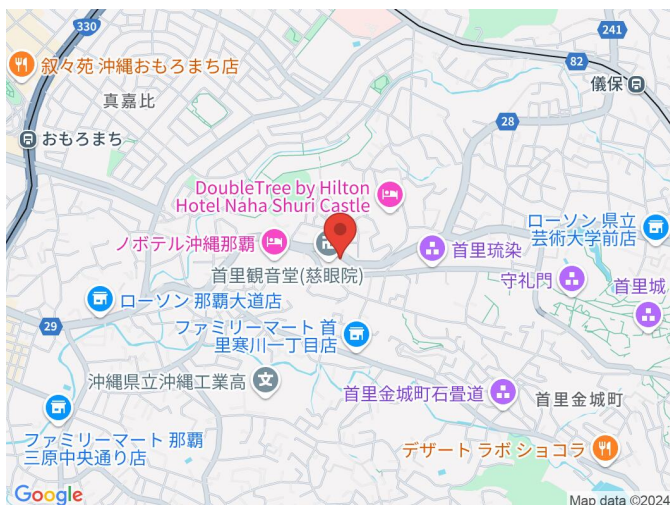 330
241
叙々苑 沖縄おもろまち店
82
儀保
真嘉比
28
おもろまち
DoubleTree by Hilton
Hotel Naha Shuri Castle
ローソン 県立
芸術大学前店
ノボテル沖縄那覇
首里琉染
首里観音堂(慈眼院)
守礼門
首里城
ローソン 那覇大道店
29
ファミリーマート 首
里寒川一丁目店
沖縄県立沖縄工業高
首里金城町石畳道
首里金城町
ファミリーマート 那覇
三原中央通り店
デザート ラボ ショコラ
Google
Map data ©2024